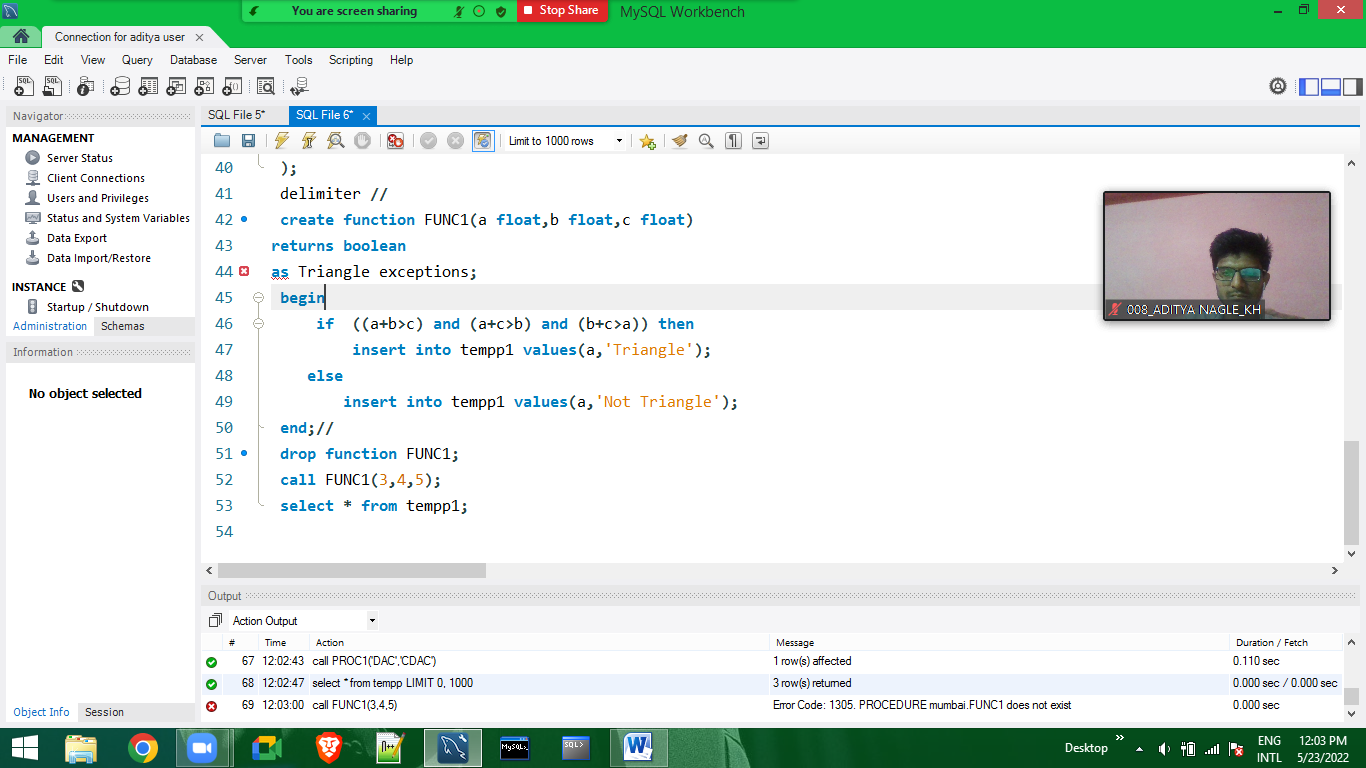 You are screen sharing Stop Share MySQL Workbench
Connection for aditya user
File Edit View Query Database Server Tools Scripting Help
Navigator
MANAGEMENT
Server Status
Client Connections
Users and Privileges
Status and System Variables
Data Export
Data Import/Restore
INSTANCE
Startup / Shutdown
Administration Schemas
Information
No object selected
Object Info Session
SQL File 5* SQL File 6*
Limit to 1000 rows
40 );
41 delimiter //
42 create function FUNC1(a float,b float,c float)
43 returns boolean
44 as Triangle exceptions;
45 begin
46 if ((a+b>c) and (a+c>b) and (b+c>a)) then
47 insert into tempp1 values(a,'Triangle');
48 else
49 insert into tempp1 values(a,'Not Triangle');
50 end;//
51 drop function FUNC1;
52 call FUNC1(3,4,5);
53 select * from tempp1;
54
008_ADITYA NAGLE_KH
Output
Action Output
# Time Action Message Duration / Fetch
67 12:02:43 call PROC1('DAC','CDAC') 1 row(s) affected 0.110 sec
68 12:02:47 select * from tempp LIMIT 0, 1000 3 row(s) returned 0.000 sec / 0.000 sec
69 12:03:00 call FUNC1(3,4,5) Error Code: 1305. PROCEDURE mumbai.FUNC1 does not exist 0.000 sec
Desktop
ENG
INTL
12:03 PM
5/23/2022